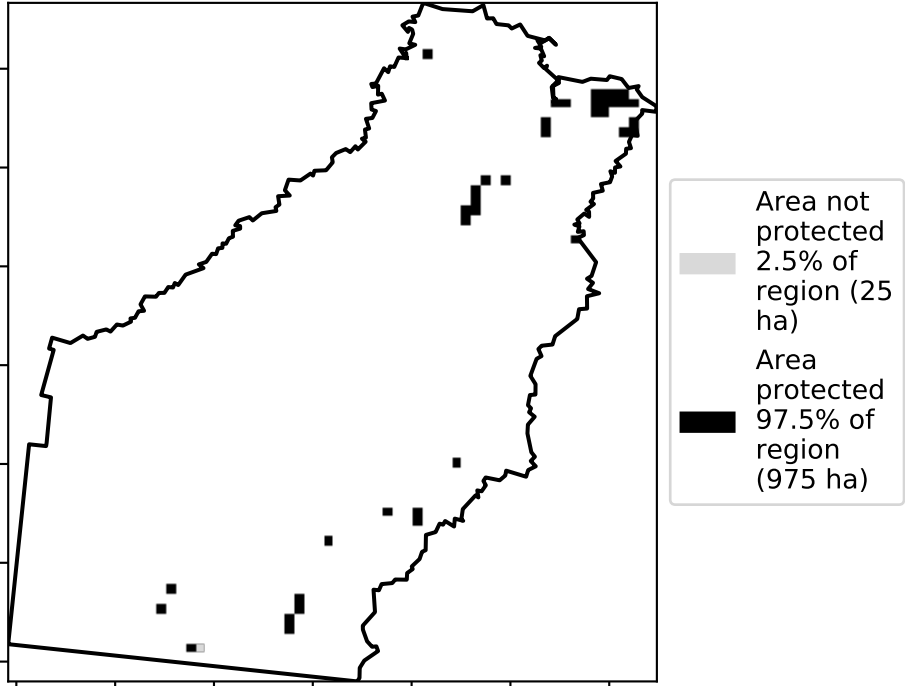 Area not
protected
2.5% of
region (25
ha)
Area
protected
97.5% of
region
(975 ha)